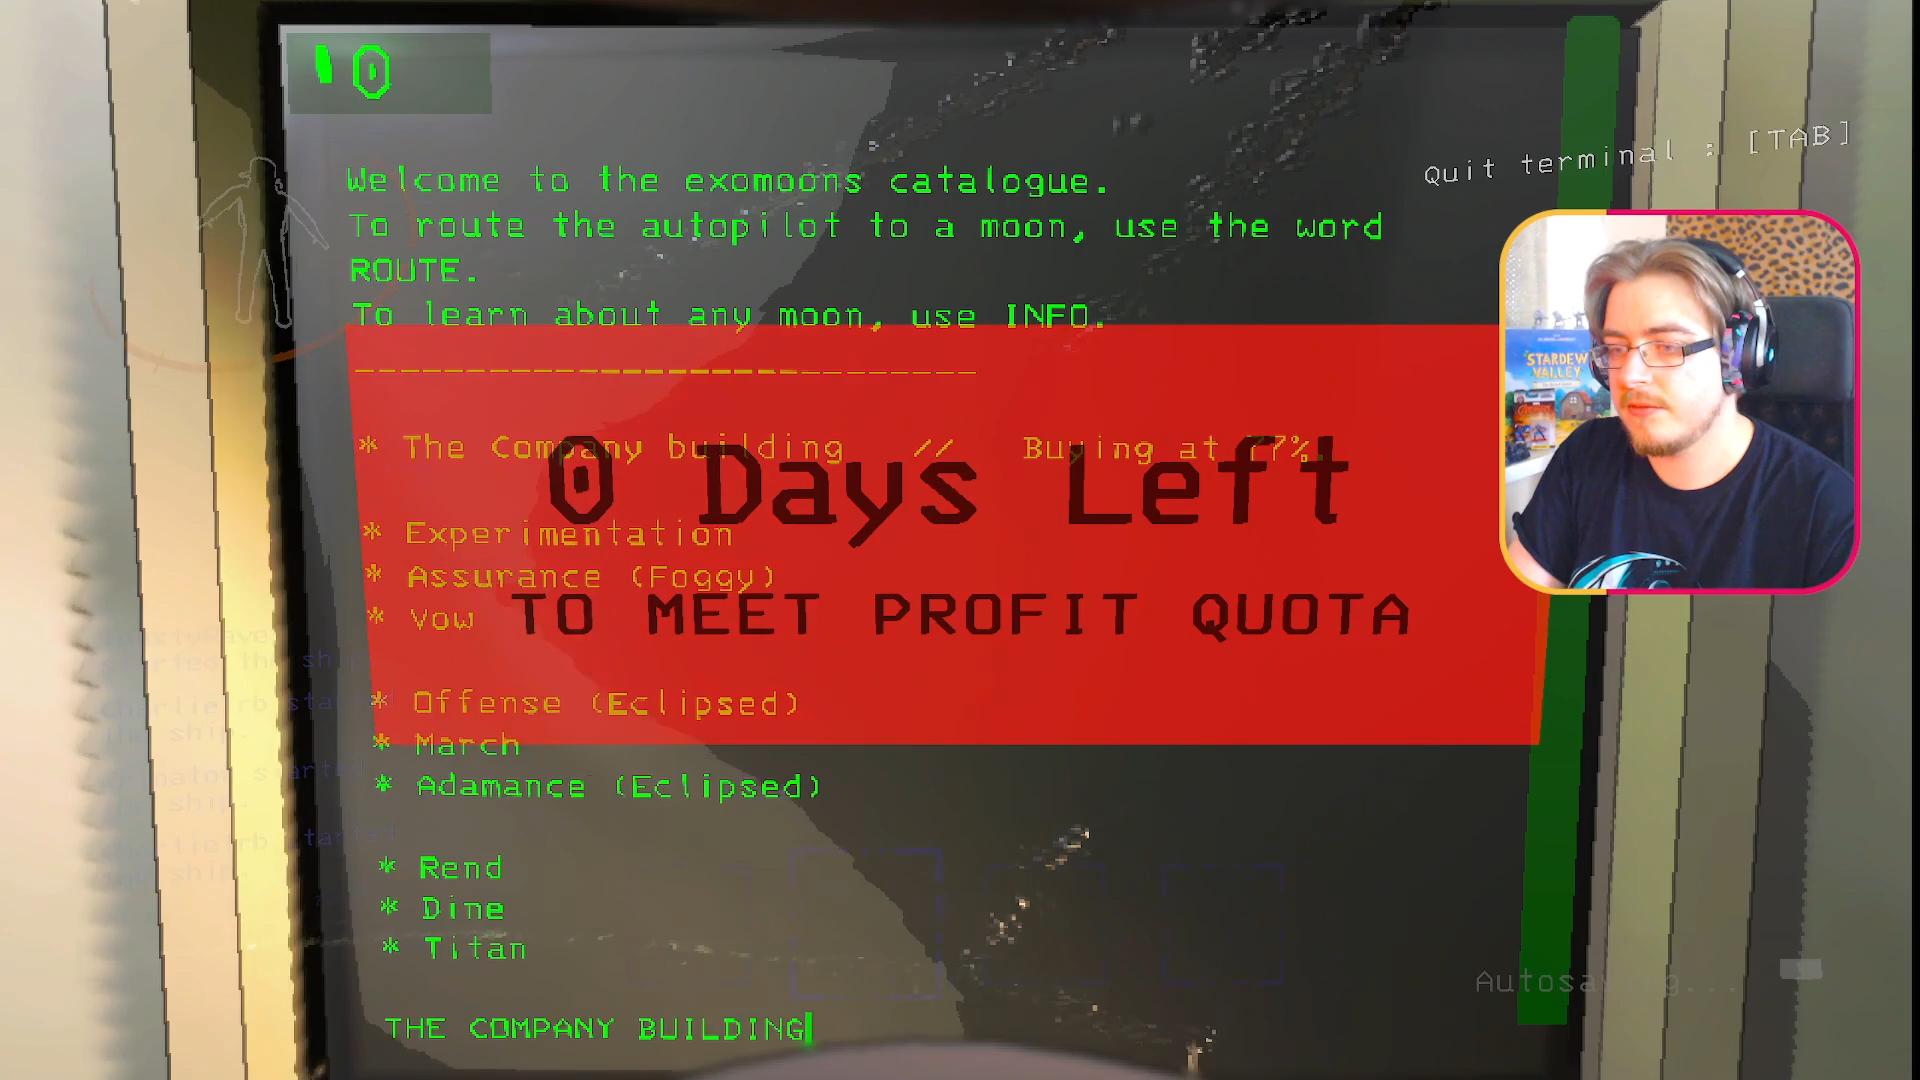 0
Quit terminal : [TAB]
Welcome to the exomoons catalogue.
To route the autopilot to a moon, use the word
ROUTE.
To learn about any moon, use INFO.
----------------------------
* The Company building // Buying at 77%.
0 Days Left
* Experimentation
* Assurance (Foggy)
* Vow
TO MEET PROFIT QUOTA
* Offense (Eclipsed)
* March
* Adamance (Eclipsed)
* Rend
* Dine
* Titan
THE COMPANY BUILDING
STARDEW
VALLEY